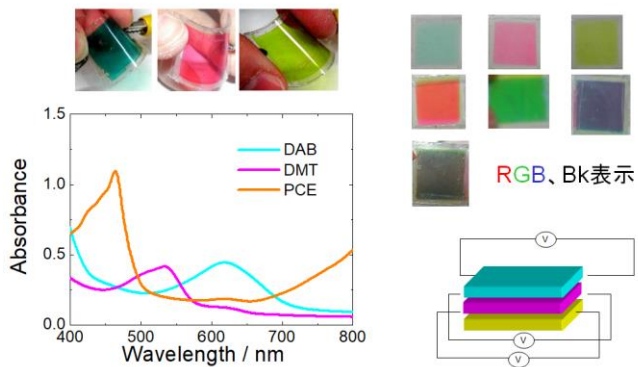 1.5
1.0
0.5
0.0
Absorbance
DAB
DMT
PCE
400
500
600
700
800
Wavelength / nm
RGB、Bk表示
V
V
V